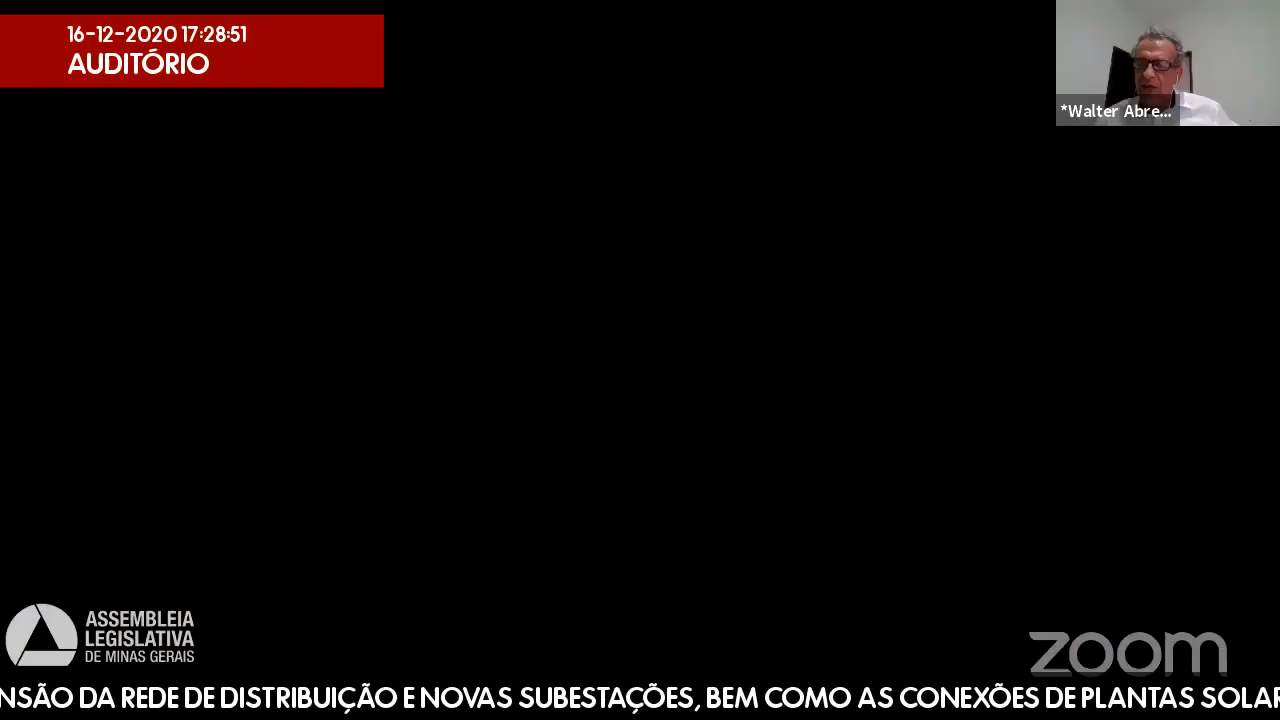 16-12-2020 17:28:51
AUDITÓRIO
*Walter Abre...
ASSEMBLEIA
LEGISLATIVA
DE MINAS GERAIS
zoom
NSÃO DA REDE DE DISTRIBUIÇÃO E NOVAS SUBESTAÇÕES, BEM COMO AS CONEXÕES DE PLANTAS SOLAR